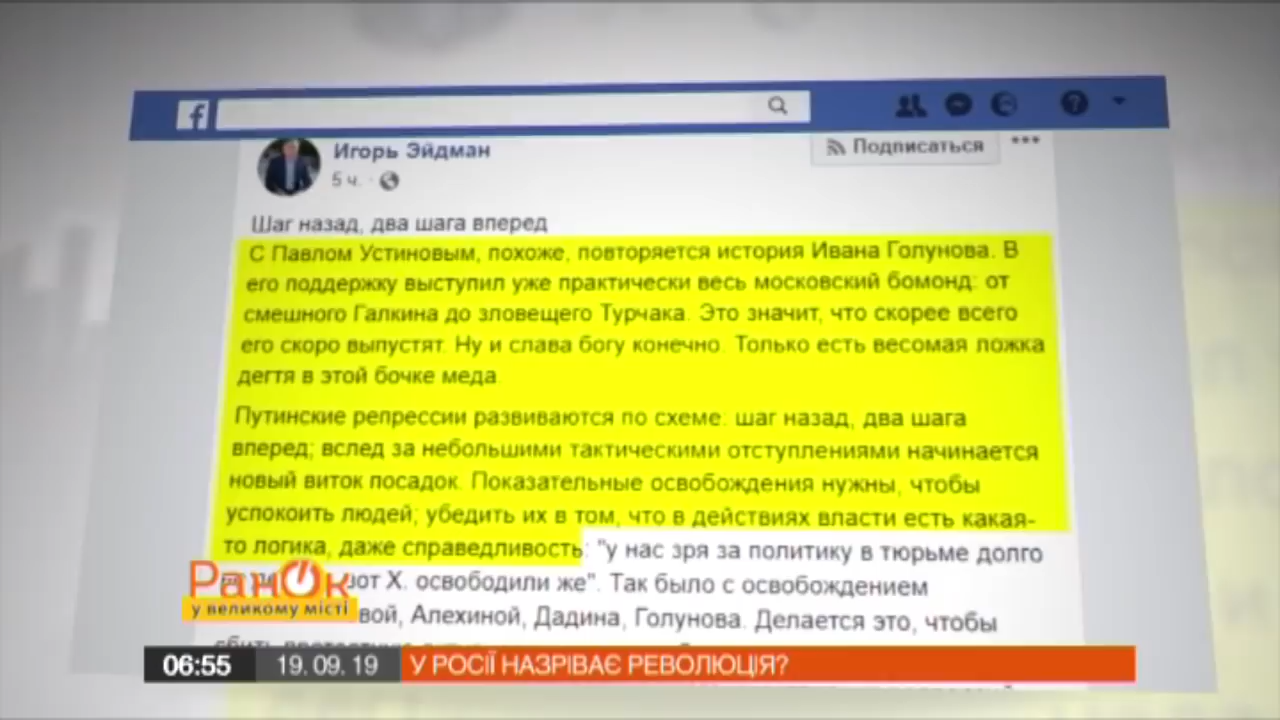 f
Игорь Эйдман
5 ч.
Подписаться
Шаг назад, два шага вперед
С Павлом Устиновым, похоже, повторяется история Ивана Голунова. В
его поддержку выступил уже практически весь московский бомонд: от
смешного Галкина до зловещего Турчака. Это значит, что скорее всего
его скоро выпустят. Ну и слава богу конечно. Только есть весомая ложка
дегтя в этой бочке меда.
Путинские репрессии развиваются по схеме: шаг назад, два шага
вперед; вслед за небольшими тактическими отступлениями начинается
новый виток посадок. Показательные освобождения нужны, чтобы
успокоить людей; убедить их в том, что в действиях власти есть какая-
то логика, даже справедливость: "у нас зря за политику в тюрьме долго
Х. освободили же". Так было с освобождением
вой, Алехиной, Дадина, Голунова. Делается это, чтобы
сбить
Ранок
у великому місті
06:55
19.09.19
У РОСІЇ НАЗРІВАЄ РЕВОЛЮЦІЯ?